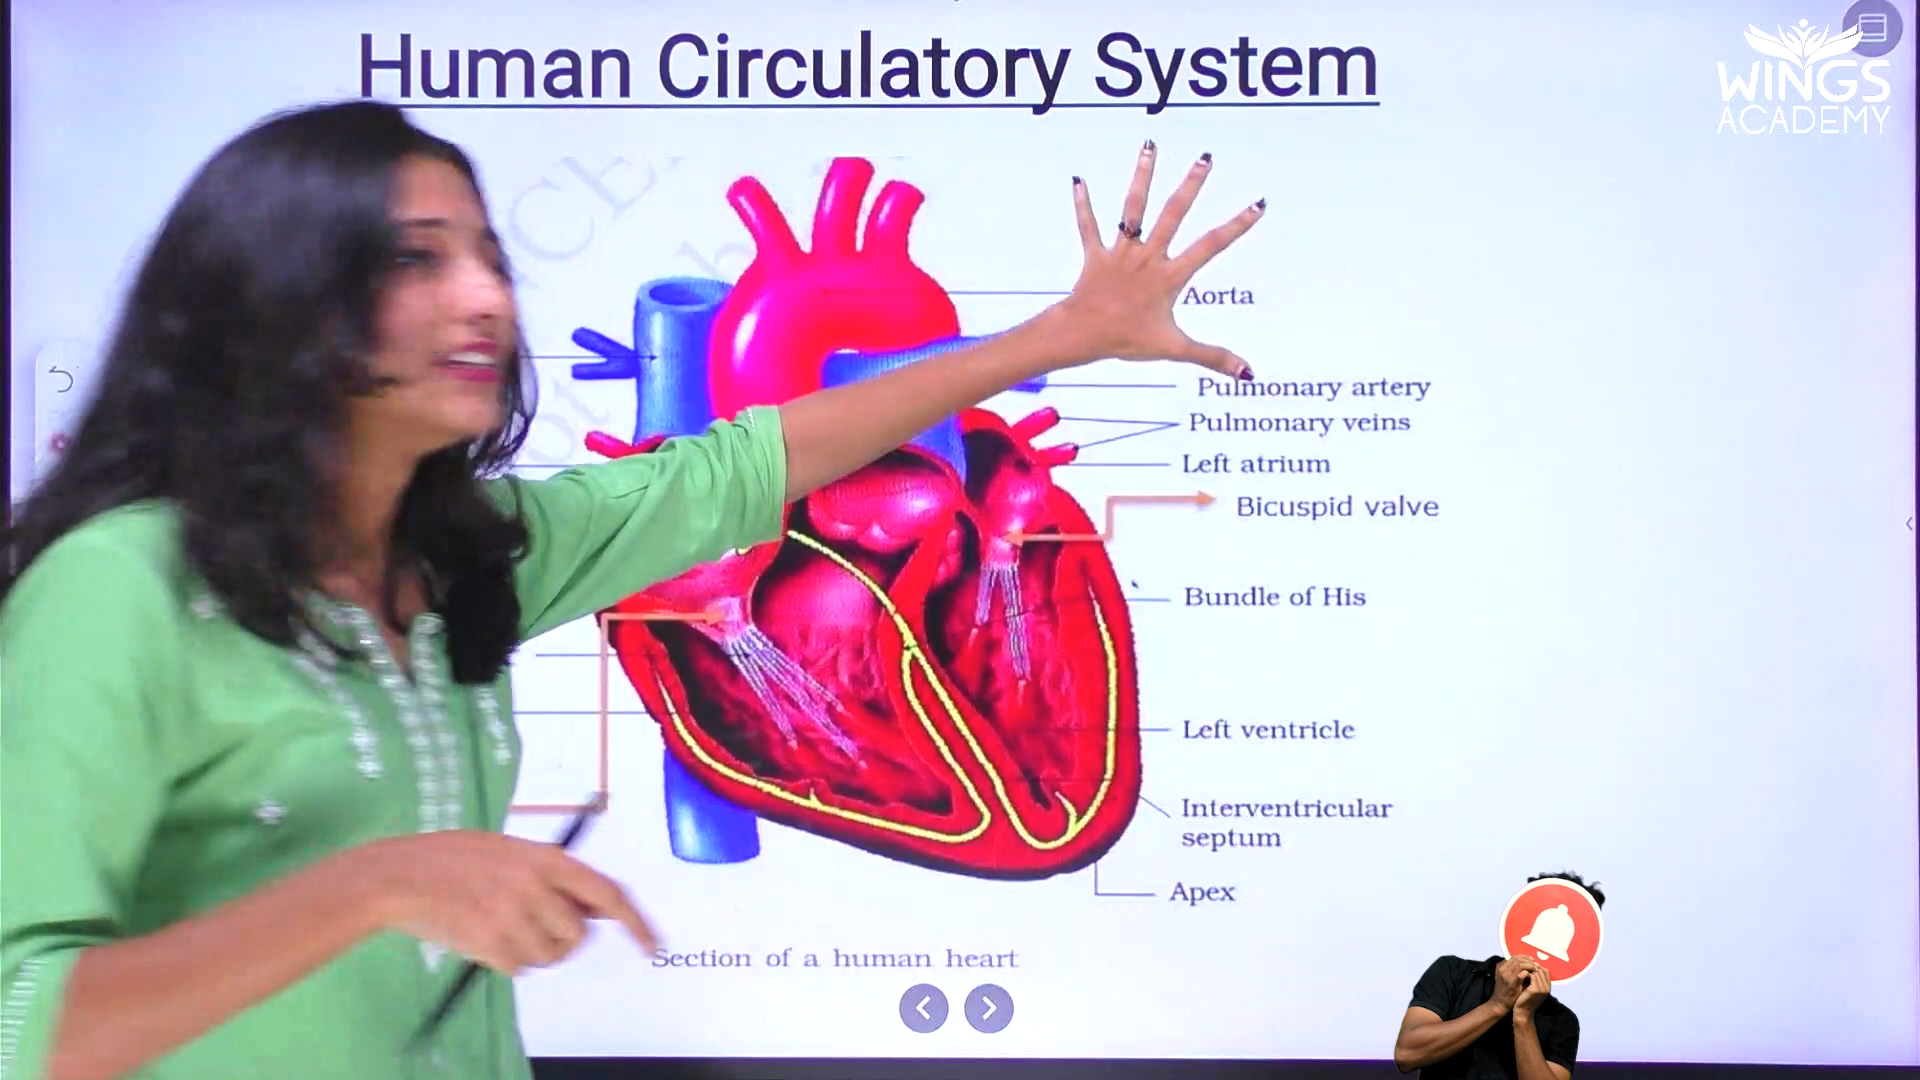 Human Circulatory System
WINGS
ACADEMY
Aorta
Pulmonary artery
Pulmonary veins
Left atrium
Bicuspid valve
Bundle of His
Left ventricle
Interventricular
septum
Apex
Section of a human heart